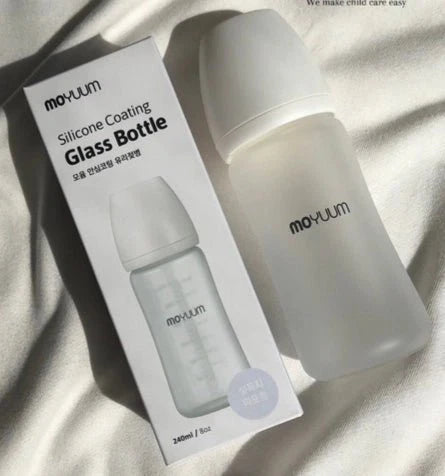 We make child care easy
moyuum
Silicone Coating
Glass Bottle
모윰 안심코팅 유리젖병
moyuum
240ml / 8oz
moyuum